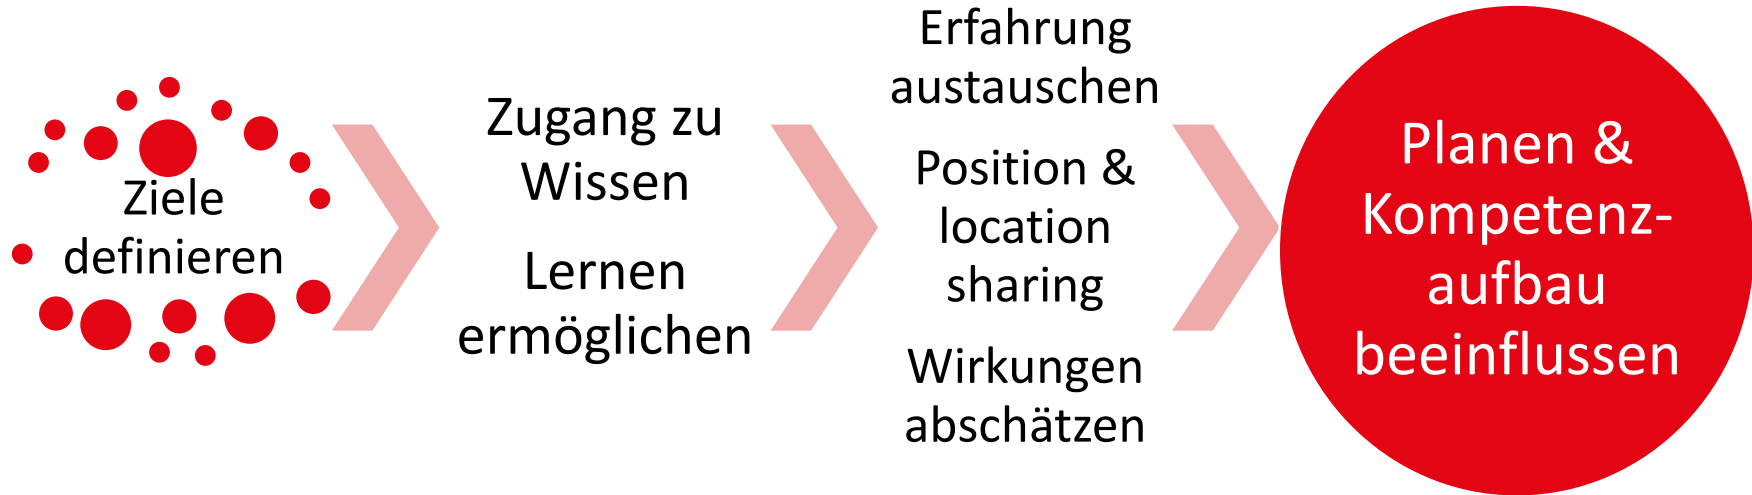 Ziele
definieren
Zugang zu
Wissen
Lernen
ermöglichen
Erfahrung
austauschen
Position &
location
sharing
Wirkungen
abschätzen
Planen &
Kompetenz-
aufbau
beeinflussen